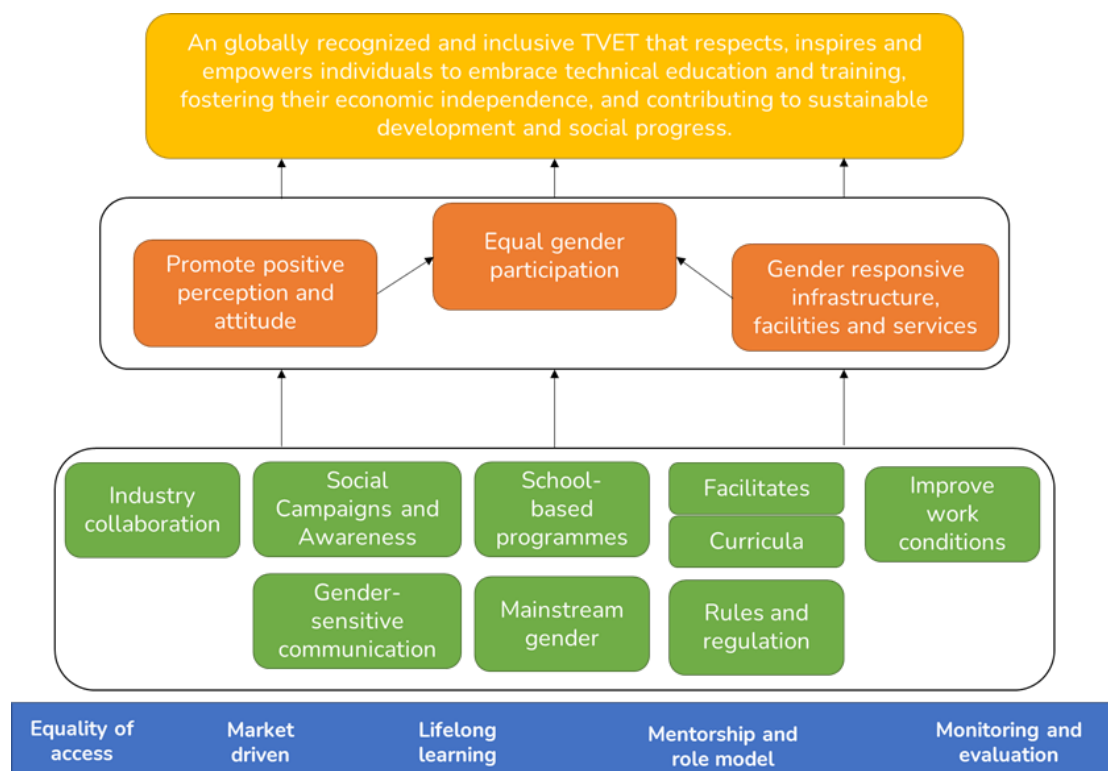 An globally recognized and inclusive TVET that respects, inspires and
empowers individuals to embrace technical education and training,
fostering their economic independence, and contributing to sustainable
development and social progress.
Promote positive
perception and
attitude
Equal gender
participation
Gender responsive
infrastructure,
facilities and services
Industry
collaboration
Social
Campaigns and
Awareness
School-
based
programmes
Facilitates
Curricula
Improve
work
conditions
Gender-
sensitive
communication
Mainstream
gender
Rules and
regulation
Equality of
access
Market
driven
Lifelong
learning
Mentorship and
role model
Monitoring and
evaluation